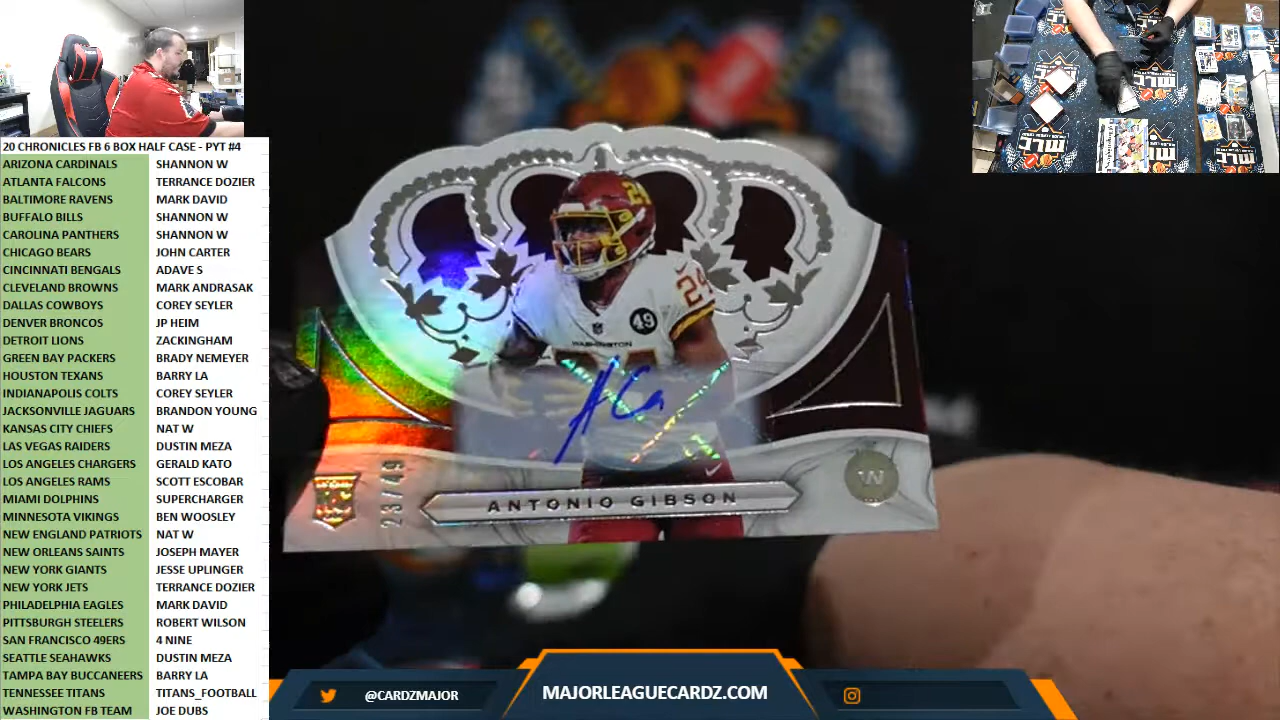 20 CHRONICLES FB 6 BOX HALF CASE - PYT #4
ARIZONA CARDINALS SHANNON W
ATLANTA FALCONS TERRANCE DOZIER
BALTIMORE RAVENS MARK DAVID
BUFFALO BILLS SHANNON W
CAROLINA PANTHERS SHANNON W
CHICAGO BEARS JOHN CARTER
CINCINNATI BENGALS ADAVE S
CLEVELAND BROWNS MARK ANDRASAK
DALLAS COWBOYS COREY SEYLER
DENVER BRONCOS JP HEIM
DETROIT LIONS ZACKINGHAM
GREEN BAY PACKERS BRADY NEMEYER
HOUSTON TEXANS BARRY LA
INDIANAPOLIS COLTS COREY SEYLER
JACKSONVILLE JAGUARS BRANDON YOUNG
KANSAS CITY CHIEFS NAT W
LAS VEGAS RAIDERS DUSTIN MEZA
LOS ANGELES CHARGERS GERALD KATO
LOS ANGELES RAMS SCOTT ESCOBAR
MIAMI DOLPHINS SUPERCHARGER
MINNESOTA VIKINGS BEN WOOSLEY
NEW ENGLAND PATRIOTS NAT W
NEW ORLEANS SAINTS JOSEPH MAYER
NEW YORK GIANTS JESSE UPLINGER
NEW YORK JETS TERRANCE DOZIER
PHILADELPHIA EAGLES MARK DAVID
PITTSBURGH STEELERS ROBERT WILSON
SAN FRANCISCO 49ERS 4 NINE
SEATTLE SEAHAWKS DUSTIN MEZA
TAMPA BAY BUCCANEERS BARRY LA
TENNESSEE TITANS TITANS_FOOTBALL
WASHINGTON FB TEAM JOE DUBS
24
49
WASHINGTON
23/49
ANTONIO GIBSON
W
MLC
@CARDZMAJOR
MAJORLEAGUECARDZ.COM